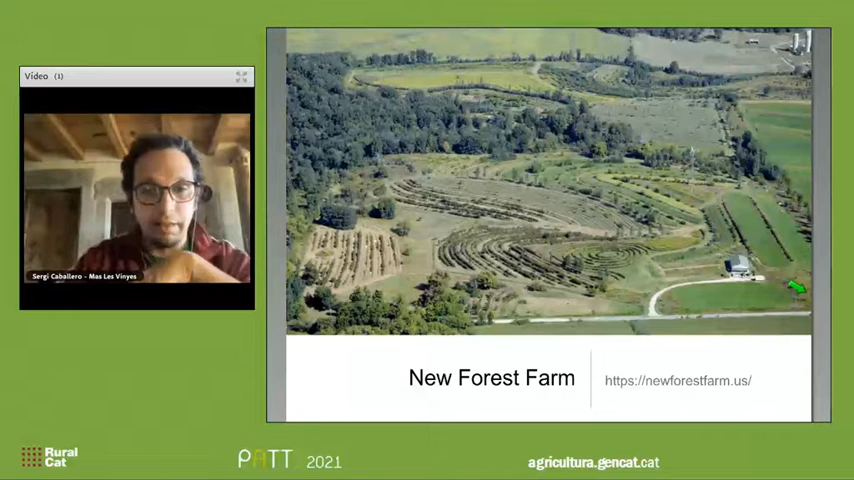 Vídeo (1)
Sergi Caballero - Mas Les Vinyes
New Forest Farm
https://newforestfarm.us/
Rural
Cat
PATT 2021
agricultura.gencat.cat